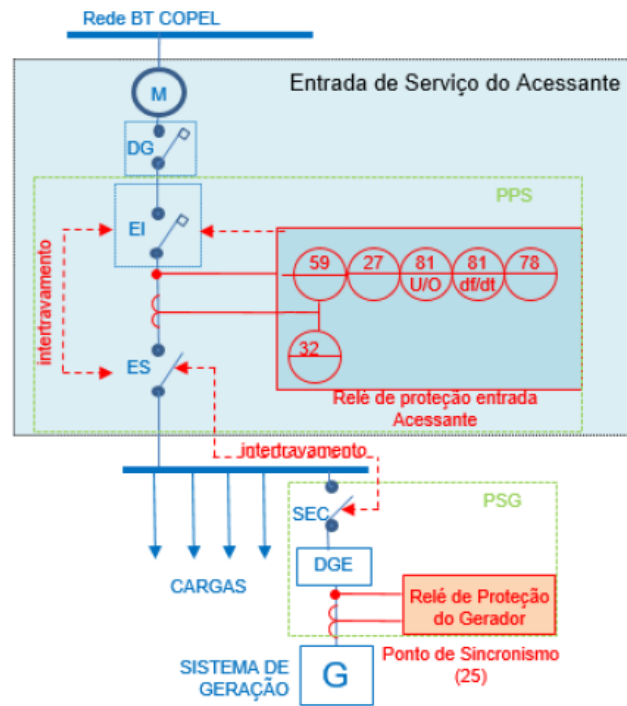 Rede BT COPEL
Entrada de Serviço do Acessante
M
DG
PPS
EI
59
27
81
U/O
81
df/dt
78
intertravamento
32
ES
Relé de proteção entrada
Acessante
intertravamento
SEC
PSG
DGE
CARGAS
Relé de Proteção
do Gerador
Ponto de Sincronismo
(25)
SISTEMA DE
GERAÇÃO
G